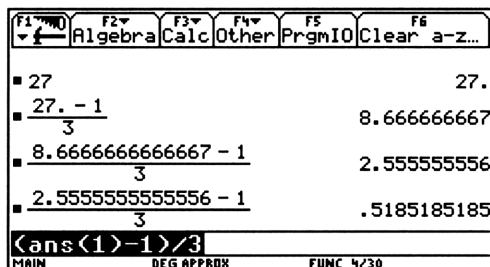 F1 F2 F3 F4 F5 F6
Algebra Calc Other PrgmIO Clear a-z…
27 27.
27. - 1
3
8.666666667
8.6666666666667 - 1
3
2.555555556
2.5555555555556 - 1
3
.5185185185
(ans(1)-1)/3
MAIN DEG APPROX FUNC 4/30